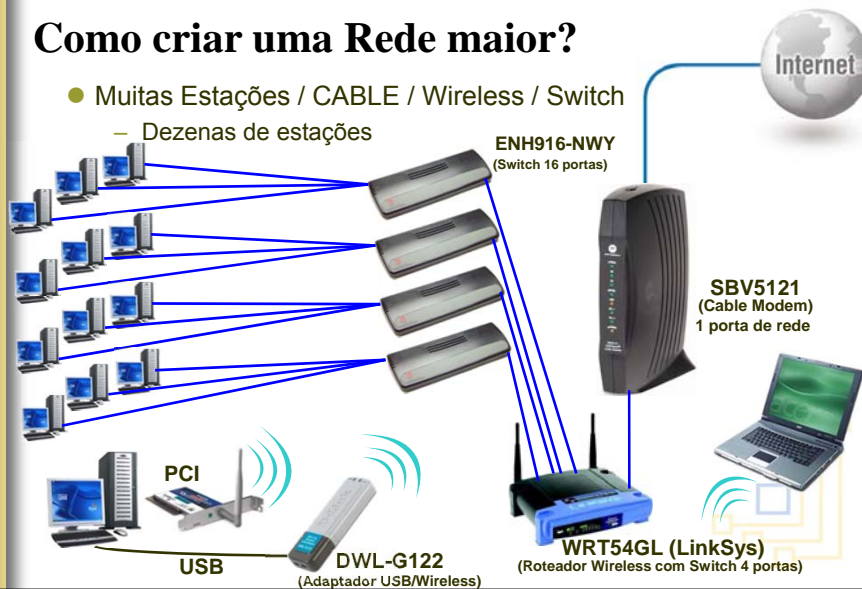 Como criar uma Rede maior?
Internet
Muitas Estações / CABLE / Wireless / Switch
– Dezenas de estações
ENH916-NWY
(Switch 16 portas)
SBV5121
(Cable Modem)
1 porta de rede
PCI
USB
DWL-G122
(Adaptador USB/Wireless)
WRT54GL (LinkSys)
(Roteador Wireless com Switch 4 portas)